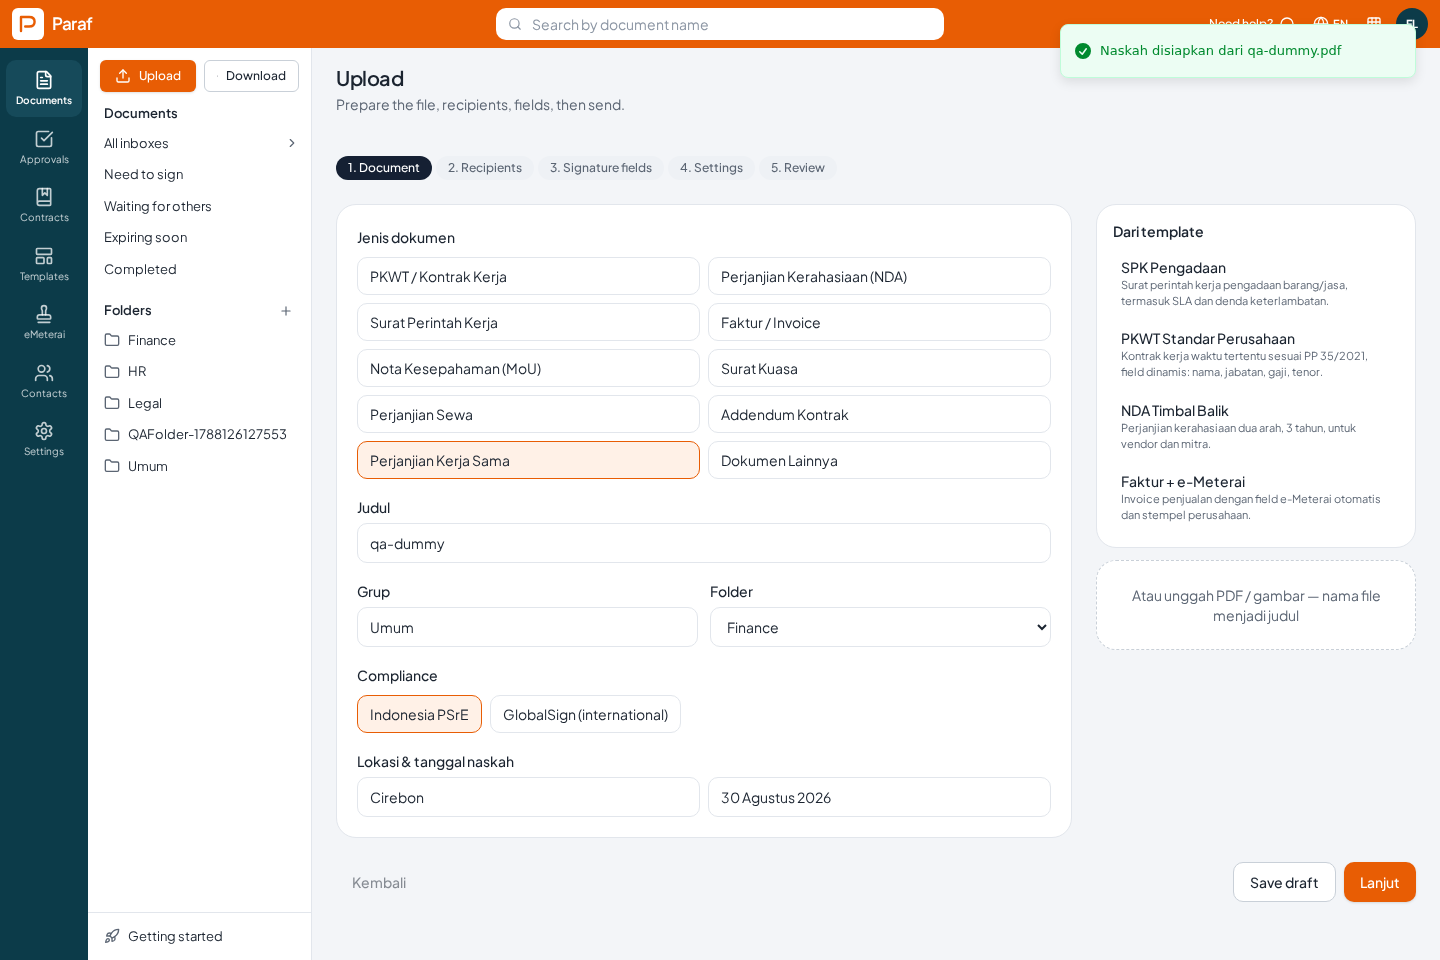 Paraf
Search by document name
Need help?
EN
Naskah disiapkan dari qa-dummy.pdf
Documents
Approvals
Contracts
Templates
eMeterai
Contacts
Settings
Upload
Download
Documents
All inboxes
Need to sign
Waiting for others
Expiring soon
Completed
Folders
Finance
HR
Legal
QAFolder-1788126127553
Umum
Getting started
Upload
Prepare the file, recipients, fields, then send.
1. Document
2. Recipients
3. Signature fields
4. Settings
5. Review
Jenis dokumen
PKWT / Kontrak Kerja
Perjanjian Kerahasiaan (NDA)
Surat Perintah Kerja
Faktur / Invoice
Nota Kesepahaman (MoU)
Surat Kuasa
Perjanjian Sewa
Addendum Kontrak
Perjanjian Kerja Sama
Dokumen Lainnya
Judul
qa-dummy
Grup
Folder
Umum
Finance
Compliance
Indonesia PSrE
GlobalSign (international)
Lokasi & tanggal naskah
Cirebon
30 Agustus 2026
Dari template
SPK Pengadaan
Surat perintah kerja pengadaan barang/jasa,
termasuk SLA dan denda keterlambatan.
PKWT Standar Perusahaan
Kontrak kerja waktu tertentu sesuai PP 35/2021,
field dinamis: nama, jabatan, gaji, tenor.
NDA Timbal Balik
Perjanjian kerahasiaan dua arah, 3 tahun, untuk
vendor dan mitra.
Faktur + e-Meterai
Invoice penjualan dengan field e-Meterai otomatis
dan stempel perusahaan.
Atau unggah PDF / gambar — nama file
menjadi judul
Kembali
Save draft
Lanjut